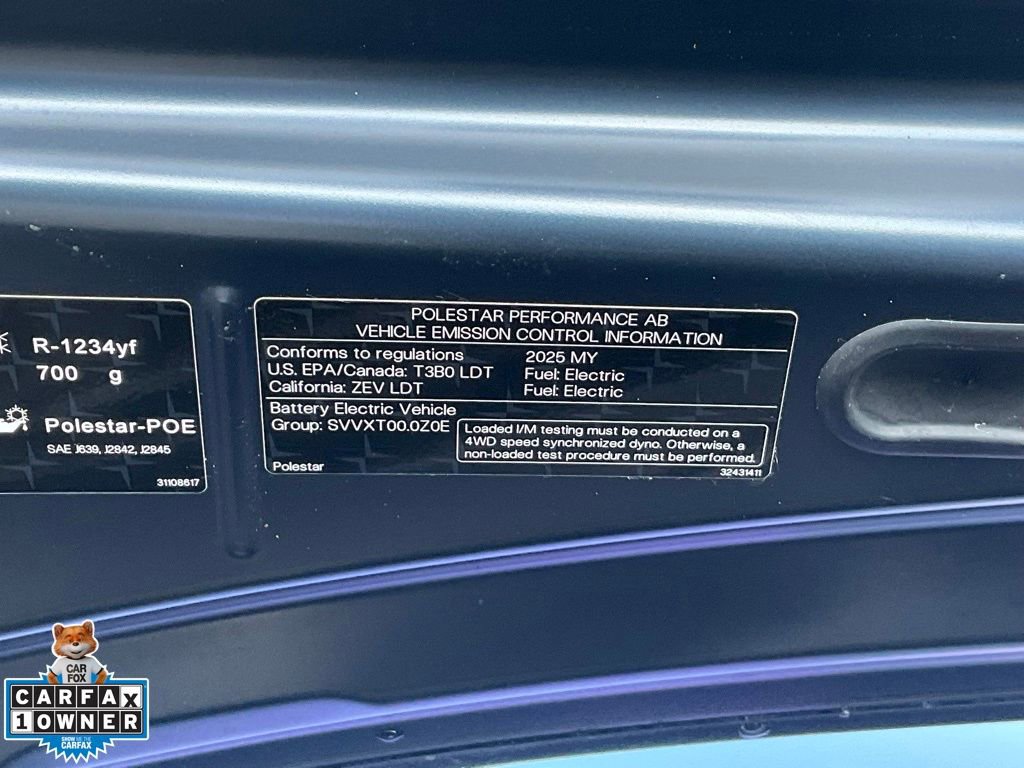 R-1234yf
700 g
Polestar-POE
SAE J639, J2842, J2845
31108617
POLESTAR PERFORMANCE AB
VEHICLE EMISSION CONTROL INFORMATION
Conforms to regulations 2025 MY
U.S. EPA/Canada: T3B0 LDT Fuel: Electric
California: ZEV LDT Fuel: Electric
Battery Electric Vehicle
Group: SVVXT00.0Z0E
Loaded I/M testing must be conducted on a
4WD speed synchronized dyno. Otherwise, a
non-loaded test procedure must be performed.
Polestar
32431411
CAR
FOX
CARFAX
1 OWNER
SHOW ME THE
CARFAX